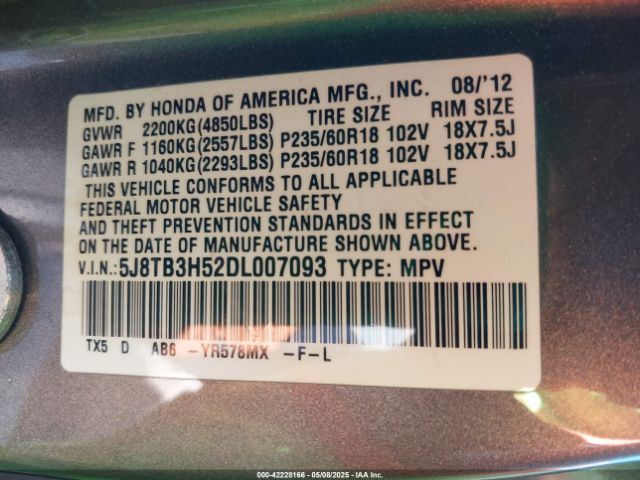 MFD. BY HONDA OF AMERICA MFG., INC. 08/'12
GVWR 2200KG(4850LBS) TIRE SIZE RIM SIZE
GAWR F 1160KG(2557LBS) P235/60R18 102V 18X7.5J
GAWR R 1040KG(2293LBS) P235/60R18 102V 18X7.5J
THIS VEHICLE CONFORMS TO ALL APPLICABLE
FEDERAL MOTOR VEHICLE SAFETY
AND THEFT PREVENTION STANDARDS IN EFFECT
ON THE DATE OF MANUFACTURE SHOWN ABOVE.
V.I.N.:5J8TB3H52DL007093 TYPE: MPV
TX5 D AB6 -YR578MX -F-L
000-42228166 | 05/08/2025 | IAA Inc.